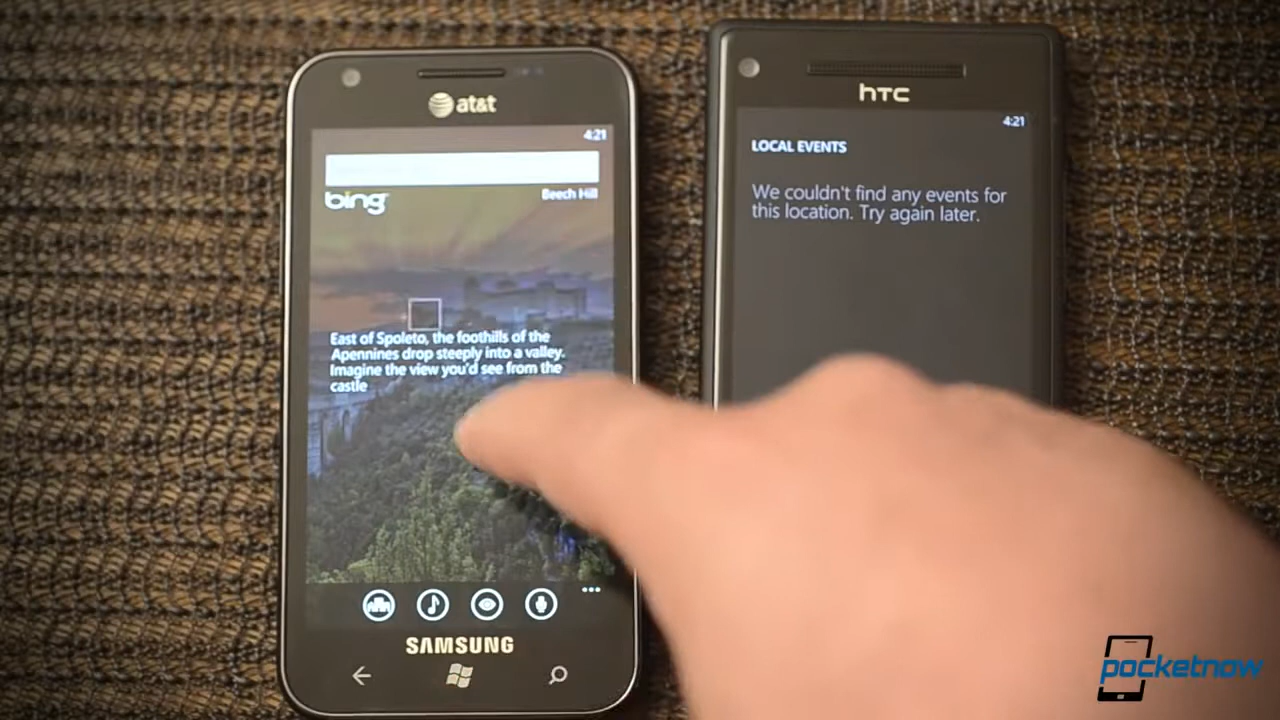 at&t
4:21
bing
Beech Hill
East of Spoleto, the foothills of the
Apennines drop steeply into a valley.
Imagine the view you'd see from the
castle
SAMSUNG
hTC
4:21
LOCAL EVENTS
We couldn't find any events for
this location. Try again later.
pocketnow